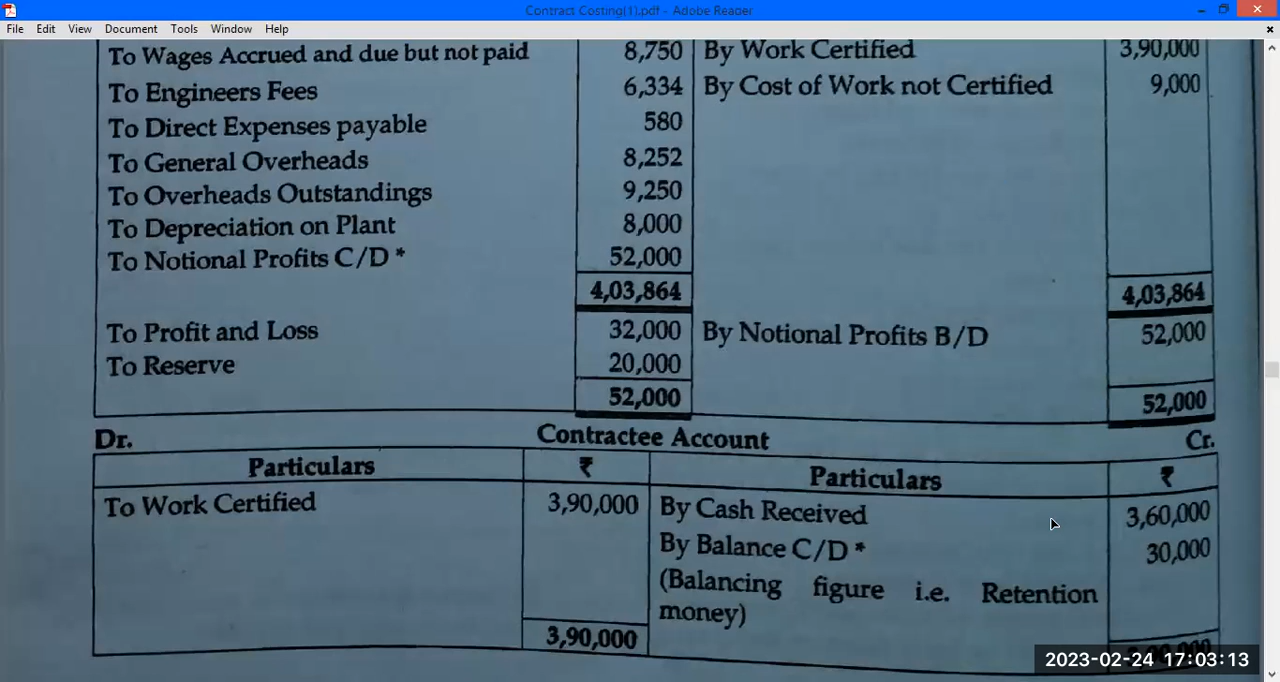 Contract Costing(1).pdf - Adobe Reader
File Edit View Document Tools Window Help
To Wages Accrued and due but not paid 8,750 By Work Certified 3,90,000
To Engineers Fees 6,334 By Cost of Work not Certified 9,000
To Direct Expenses payable 580
To General Overheads 8,252
To Overheads Outstandings 9,250
To Depreciation on Plant 8,000
To Notional Profits C/D * 52,000
4,03,864 4,03,864
To Profit and Loss 32,000 By Notional Profits B/D 52,000
To Reserve 20,000
52,000 52,000
Dr. Contractee Account Cr.
Particulars ₹ Particulars ₹
To Work Certified 3,90,000 By Cash Received 3,60,000
By Balance C/D * 30,000
(Balancing figure i.e. Retention
money)
3,90,000
2023-02-24 17:03:13